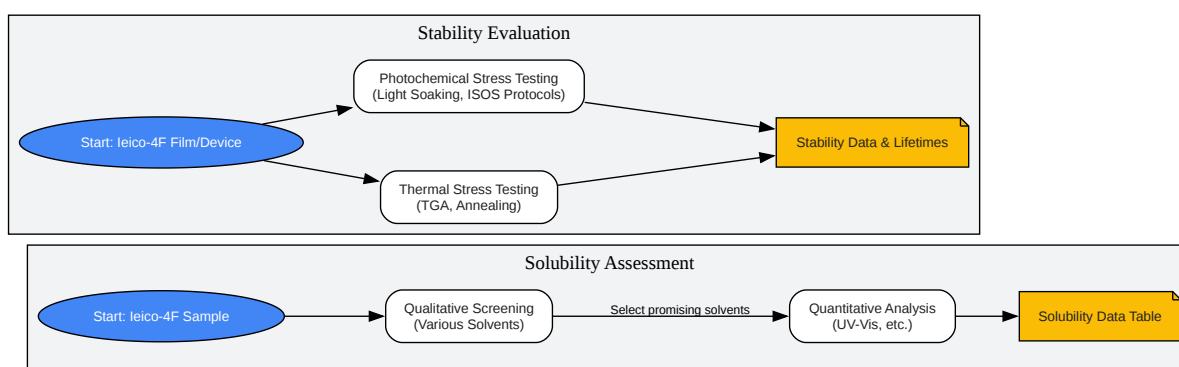 Stability Evaluation
Photochemical Stress Testing
(Light Soaking, ISOS Protocols)
Start: Ieico-4F Film/Device
Stability Data & Lifetimes
Thermal Stress Testing
(TGA, Annealing)
Solubility Assessment
Start: Ieico-4F Sample
Qualitative Screening
(Various Solvents)
Select promising solvents
Quantitative Analysis
(UV-Vis, etc.)
Solubility Data Table